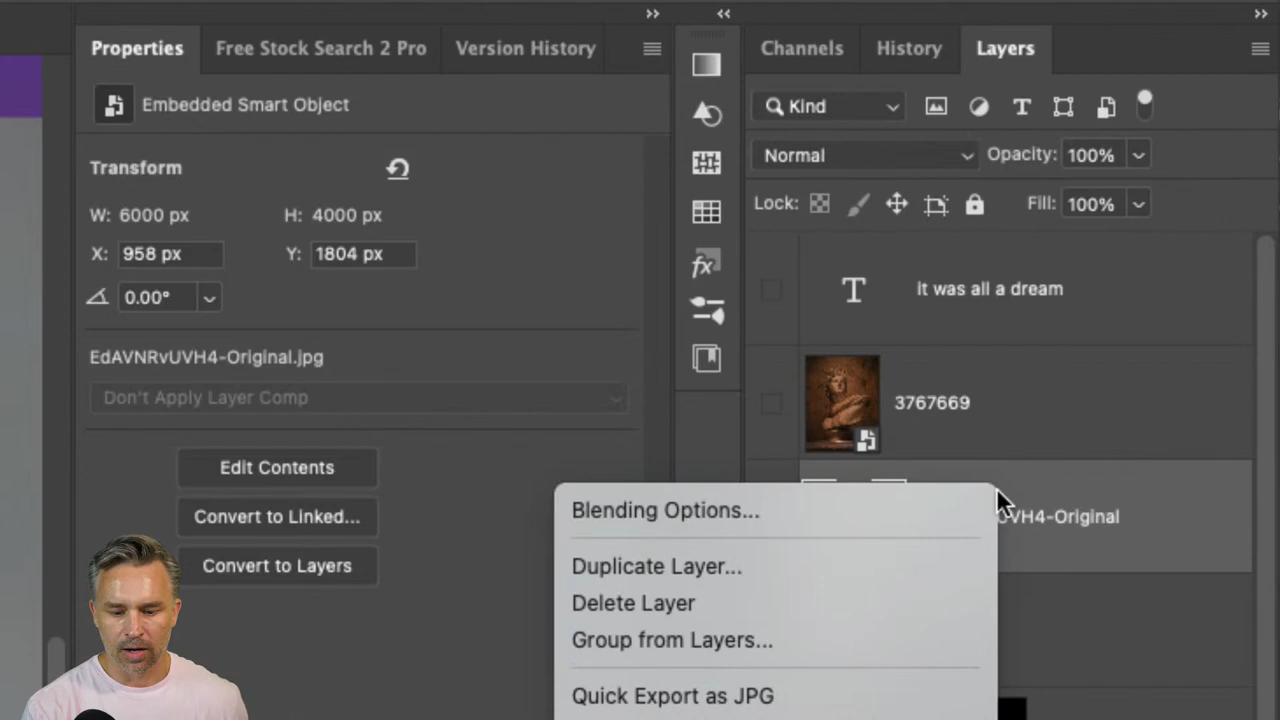 Properties
Free Stock Search 2 Pro
Version History
Channels
History
Layers
Embedded Smart Object
Kind
T
Normal
Opacity: 100%
Transform
Lock:
Fill: 100%
W: 6000 px
H: 4000 px
X: 958 px
Y: 1804 px
0.00°
fx
T
it was all a dream
EdAVNRvUVH4-Original.jpg
Don't Apply Layer Comp
3767669
Edit Contents
Convert to Linked...
Convert to Layers
UVH4-Original
Blending Options...
Duplicate Layer...
Delete Layer
Group from Layers...
Quick Export as JPG